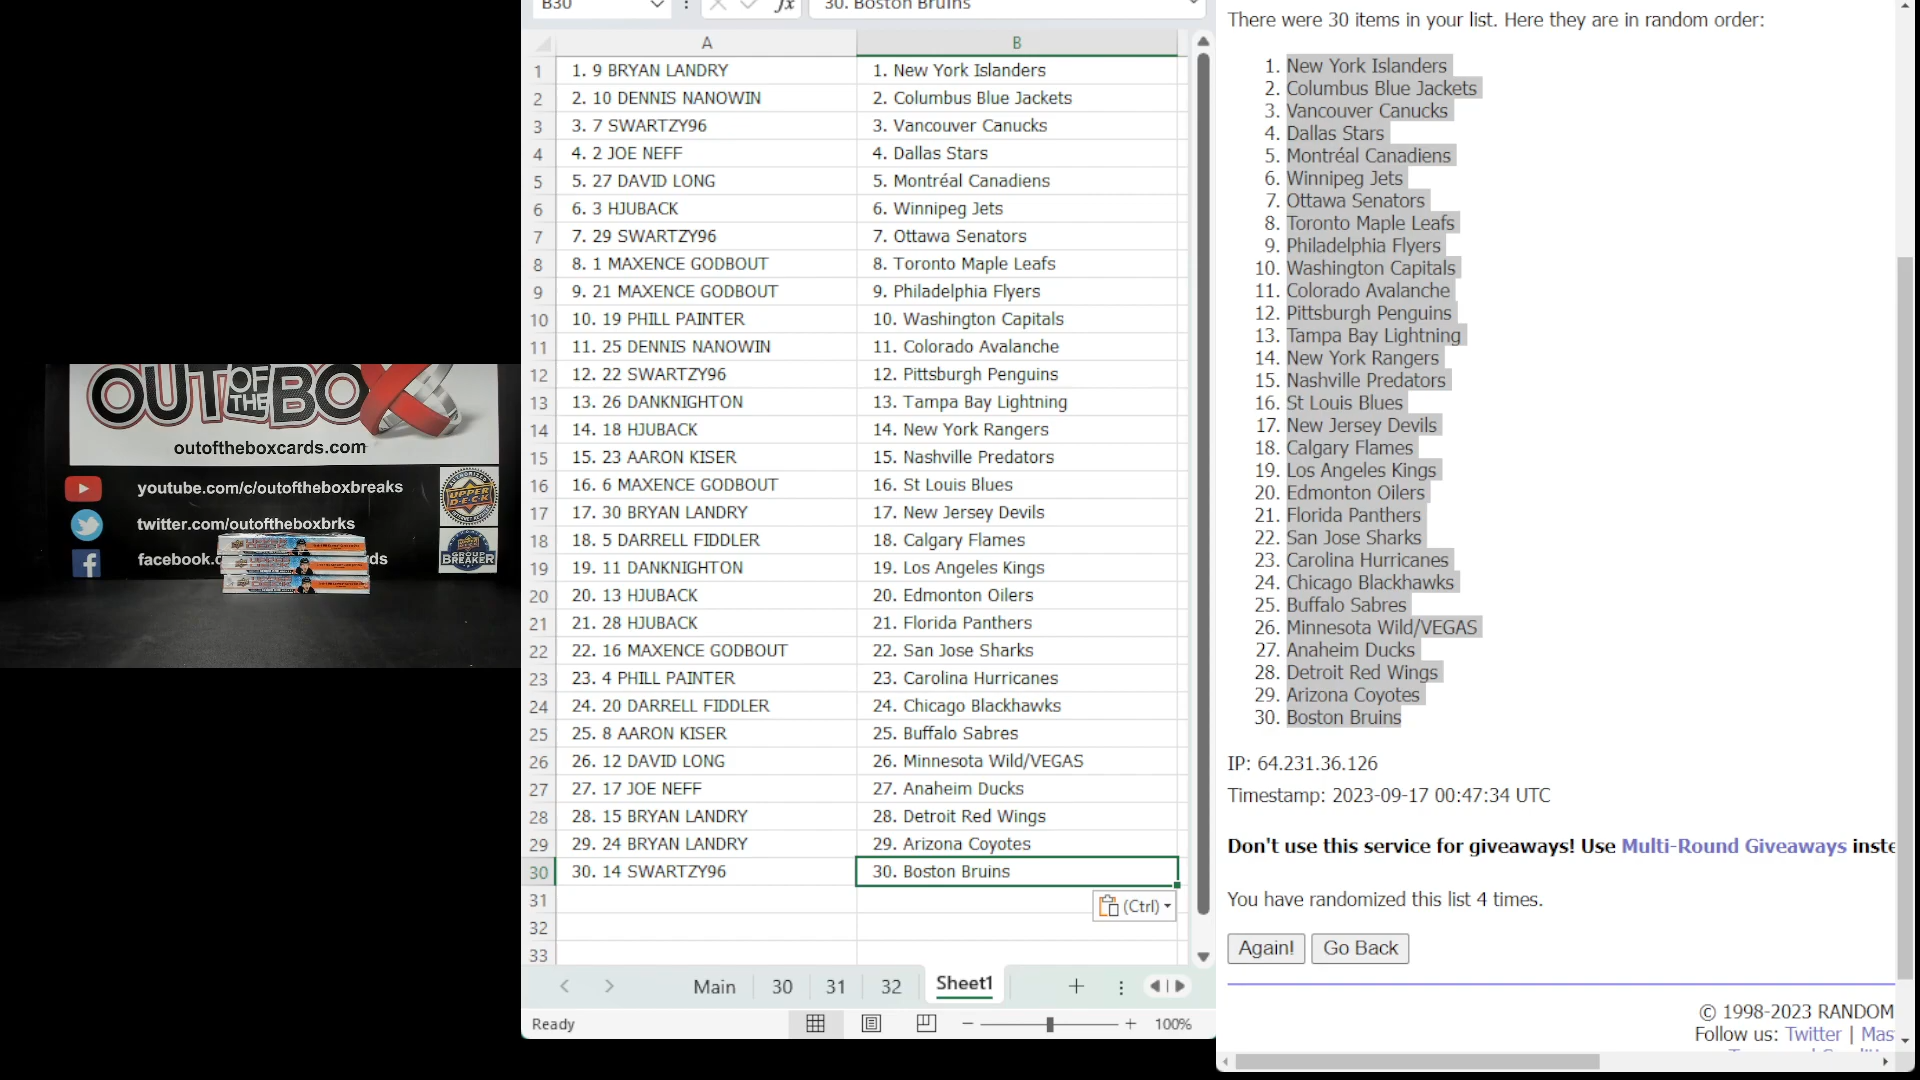 OUT OF THE BOX
outoftheboxcards.com
youtube.com/c/outoftheboxbreaks
twitter.com/outoftheboxbrks
facebook.c
ds
AUTHORIZED
UPPER DECK
UPPER DECK
GROUP BREAKER
B30
fx
30. Boston Bruins
A B
1 1. 9 BRYAN LANDRY 1. New York Islanders
2 2. 10 DENNIS NANOWIN 2. Columbus Blue Jackets
3 3. 7 SWARTZY96 3. Vancouver Canucks
4 4. 2 JOE NEFF 4. Dallas Stars
5 5. 27 DAVID LONG 5. Montréal Canadiens
6 6. 3 HJUBACK 6. Winnipeg Jets
7 7. 29 SWARTZY96 7. Ottawa Senators
8 8. 1 MAXENCE GODBOUT 8. Toronto Maple Leafs
9 9. 21 MAXENCE GODBOUT 9. Philadelphia Flyers
10 10. 19 PHILL PAINTER 10. Washington Capitals
11 11. 25 DENNIS NANOWIN 11. Colorado Avalanche
12 12. 22 SWARTZY96 12. Pittsburgh Penguins
13 13. 26 DANKNIGHTON 13. Tampa Bay Lightning
14 14. 18 HJUBACK 14. New York Rangers
15 15. 23 AARON KISER 15. Nashville Predators
16 16. 6 MAXENCE GODBOUT 16. St Louis Blues
17 17. 30 BRYAN LANDRY 17. New Jersey Devils
18 18. 5 DARRELL FIDDLER 18. Calgary Flames
19 19. 11 DANKNIGHTON 19. Los Angeles Kings
20 20. 13 HJUBACK 20. Edmonton Oilers
21 21. 28 HJUBACK 21. Florida Panthers
22 22. 16 MAXENCE GODBOUT 22. San Jose Sharks
23 23. 4 PHILL PAINTER 23. Carolina Hurricanes
24 24. 20 DARRELL FIDDLER 24. Chicago Blackhawks
25 25. 8 AARON KISER 25. Buffalo Sabres
26 26. 12 DAVID LONG 26. Minnesota Wild/VEGAS
27 27. 17 JOE NEFF 27. Anaheim Ducks
28 28. 15 BRYAN LANDRY 28. Detroit Red Wings
29 29. 24 BRYAN LANDRY 29. Arizona Coyotes
30 30. 14 SWARTZY96 30. Boston Bruins
31
32
33
(Ctrl)
Main 30 31 32 Sheet1
Ready
100%
There were 30 items in your list. Here they are in random order:
1. New York Islanders
2. Columbus Blue Jackets
3. Vancouver Canucks
4. Dallas Stars
5. Montréal Canadiens
6. Winnipeg Jets
7. Ottawa Senators
8. Toronto Maple Leafs
9. Philadelphia Flyers
10. Washington Capitals
11. Colorado Avalanche
12. Pittsburgh Penguins
13. Tampa Bay Lightning
14. New York Rangers
15. Nashville Predators
16. St Louis Blues
17. New Jersey Devils
18. Calgary Flames
19. Los Angeles Kings
20. Edmonton Oilers
21. Florida Panthers
22. San Jose Sharks
23. Carolina Hurricanes
24. Chicago Blackhawks
25. Buffalo Sabres
26. Minnesota Wild/VEGAS
27. Anaheim Ducks
28. Detroit Red Wings
29. Arizona Coyotes
30. Boston Bruins
IP: 64.231.36.126
Timestamp: 2023-09-17 00:47:34 UTC
Don't use this service for giveaways! Use Multi-Round Giveaways inste
You have randomized this list 4 times.
Again! Go Back
© 1998-2023 RANDOM
Follow us: Twitter | Mas